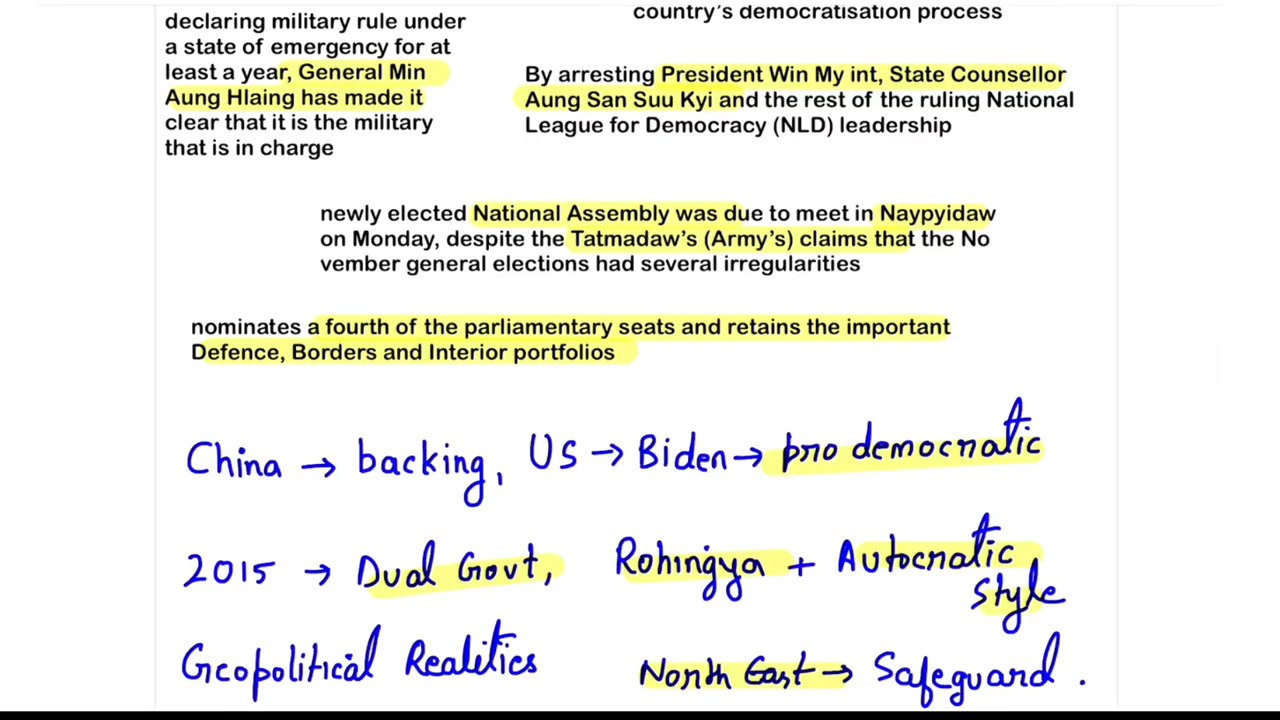 declaring military rule under
a state of emergency for at
least a year, General Min
Aung Hlaing has made it
clear that it is the military
that is in charge
country's democratisation process
By arresting President Win My int, State Counsellor
Aung San Suu Kyi and the rest of the ruling National
League for Democracy (NLD) leadership
newly elected National Assembly was due to meet in Naypyidaw
on Monday, despite the Tatmadaw's (Army's) claims that the No
vember general elections had several irregularities
nominates a fourth of the parliamentary seats and retains the important
Defence, Borders and Interior portfolios
China → backing, US → Biden → pro democratic
2015 → Dual Govt, Rohingya + Autocratic
style
Geopolitical Realities North East → Safeguard.